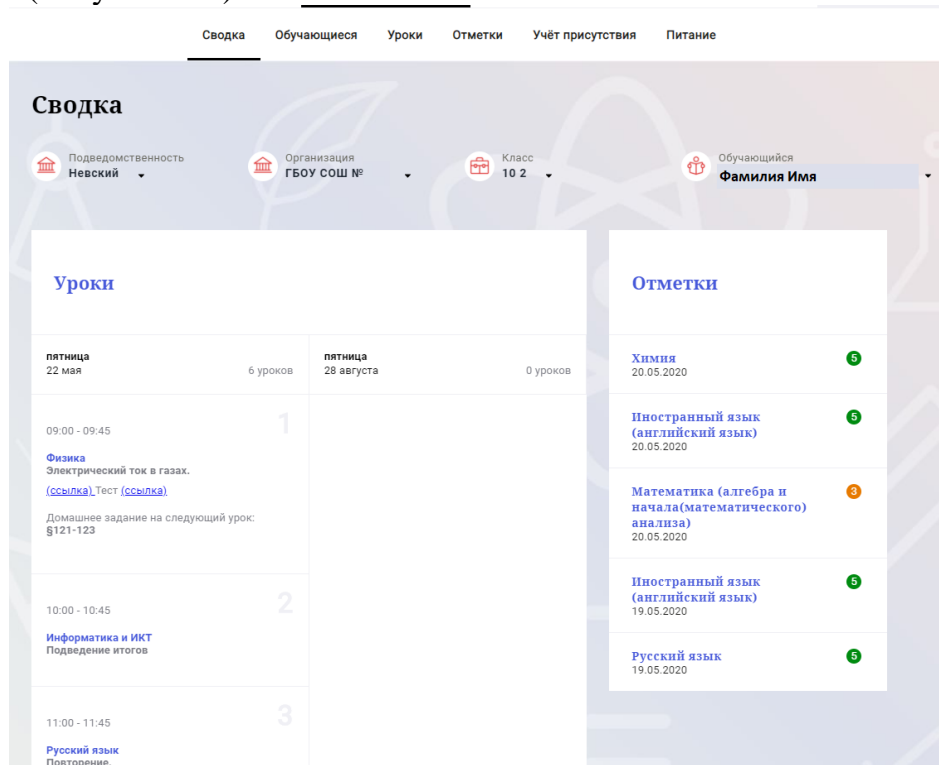 Сводка Обучающиеся Уроки Отметки Учёт присутствия Питание
Сводка
Подведомственность
Невский
Организация
ГБОУ СОШ №
Класс
10 2
Обучающийся
Фамилия Имя
Уроки
пятница
22 мая 6 уроков
пятница
28 августа 0 уроков
1
09:00 - 09:45
Физика
Электрический ток в газах.
(ссылка) Тест (ссылка)
Домашнее задание на следующий урок:
§121-123
2
10:00 - 10:45
Информатика и ИКТ
Подведение итогов
3
11:00 - 11:45
Русский язык
Повторение.
Отметки
Химия 5
20.05.2020
Иностранный язык 5
(английский язык)
20.05.2020
Математика (алгебра и 3
начала(математического)
анализа)
20.05.2020
Иностранный язык 5
(английский язык)
19.05.2020
Русский язык 5
19.05.2020